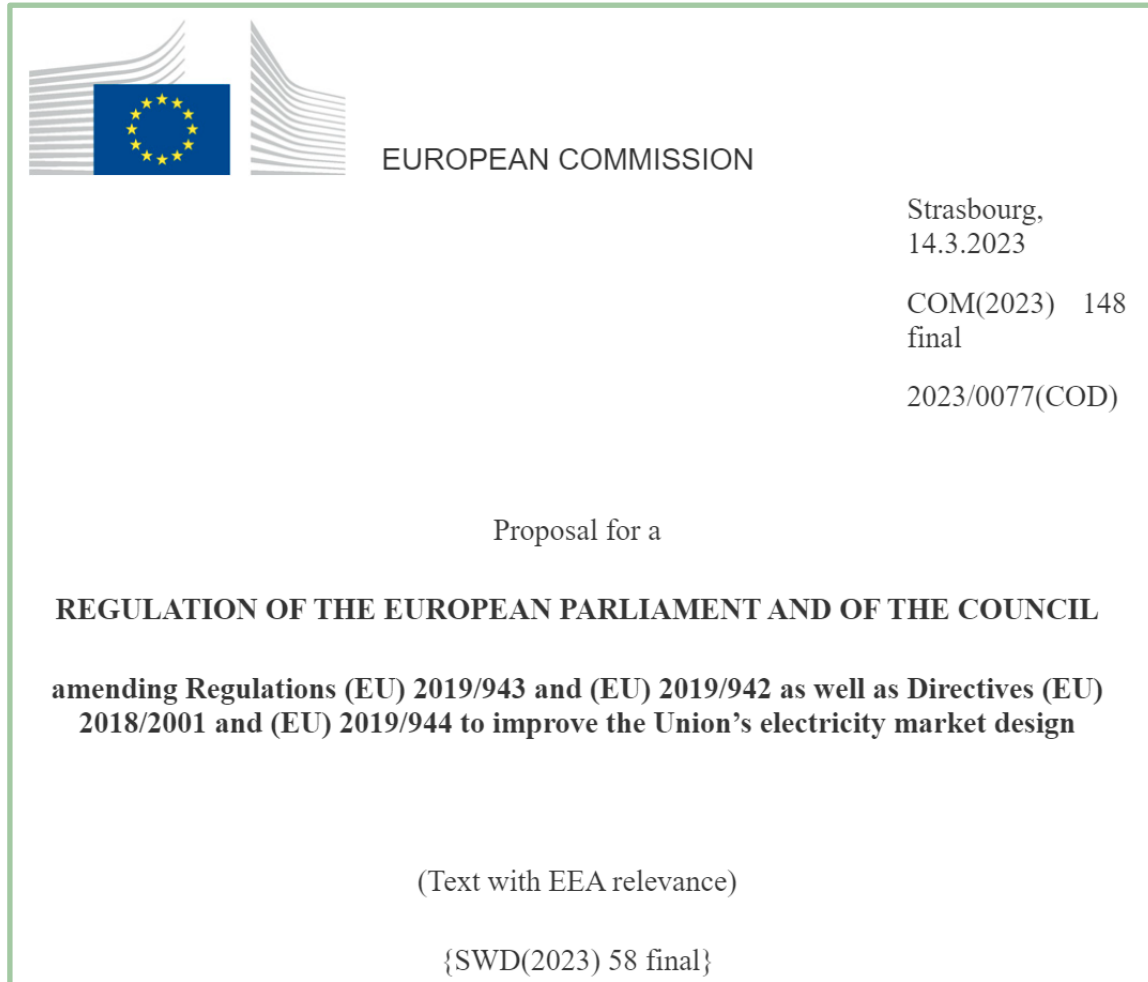 EUROPEAN COMMISSION
Strasbourg,
14.3.2023
COM(2023) 148
final
2023/0077(COD)
Proposal for a
REGULATION OF THE EUROPEAN PARLIAMENT AND OF THE COUNCIL
amending Regulations (EU) 2019/943 and (EU) 2019/942 as well as Directives (EU)
2018/2001 and (EU) 2019/944 to improve the Union’s electricity market design
(Text with EEA relevance)
{SWD(2023) 58 final}